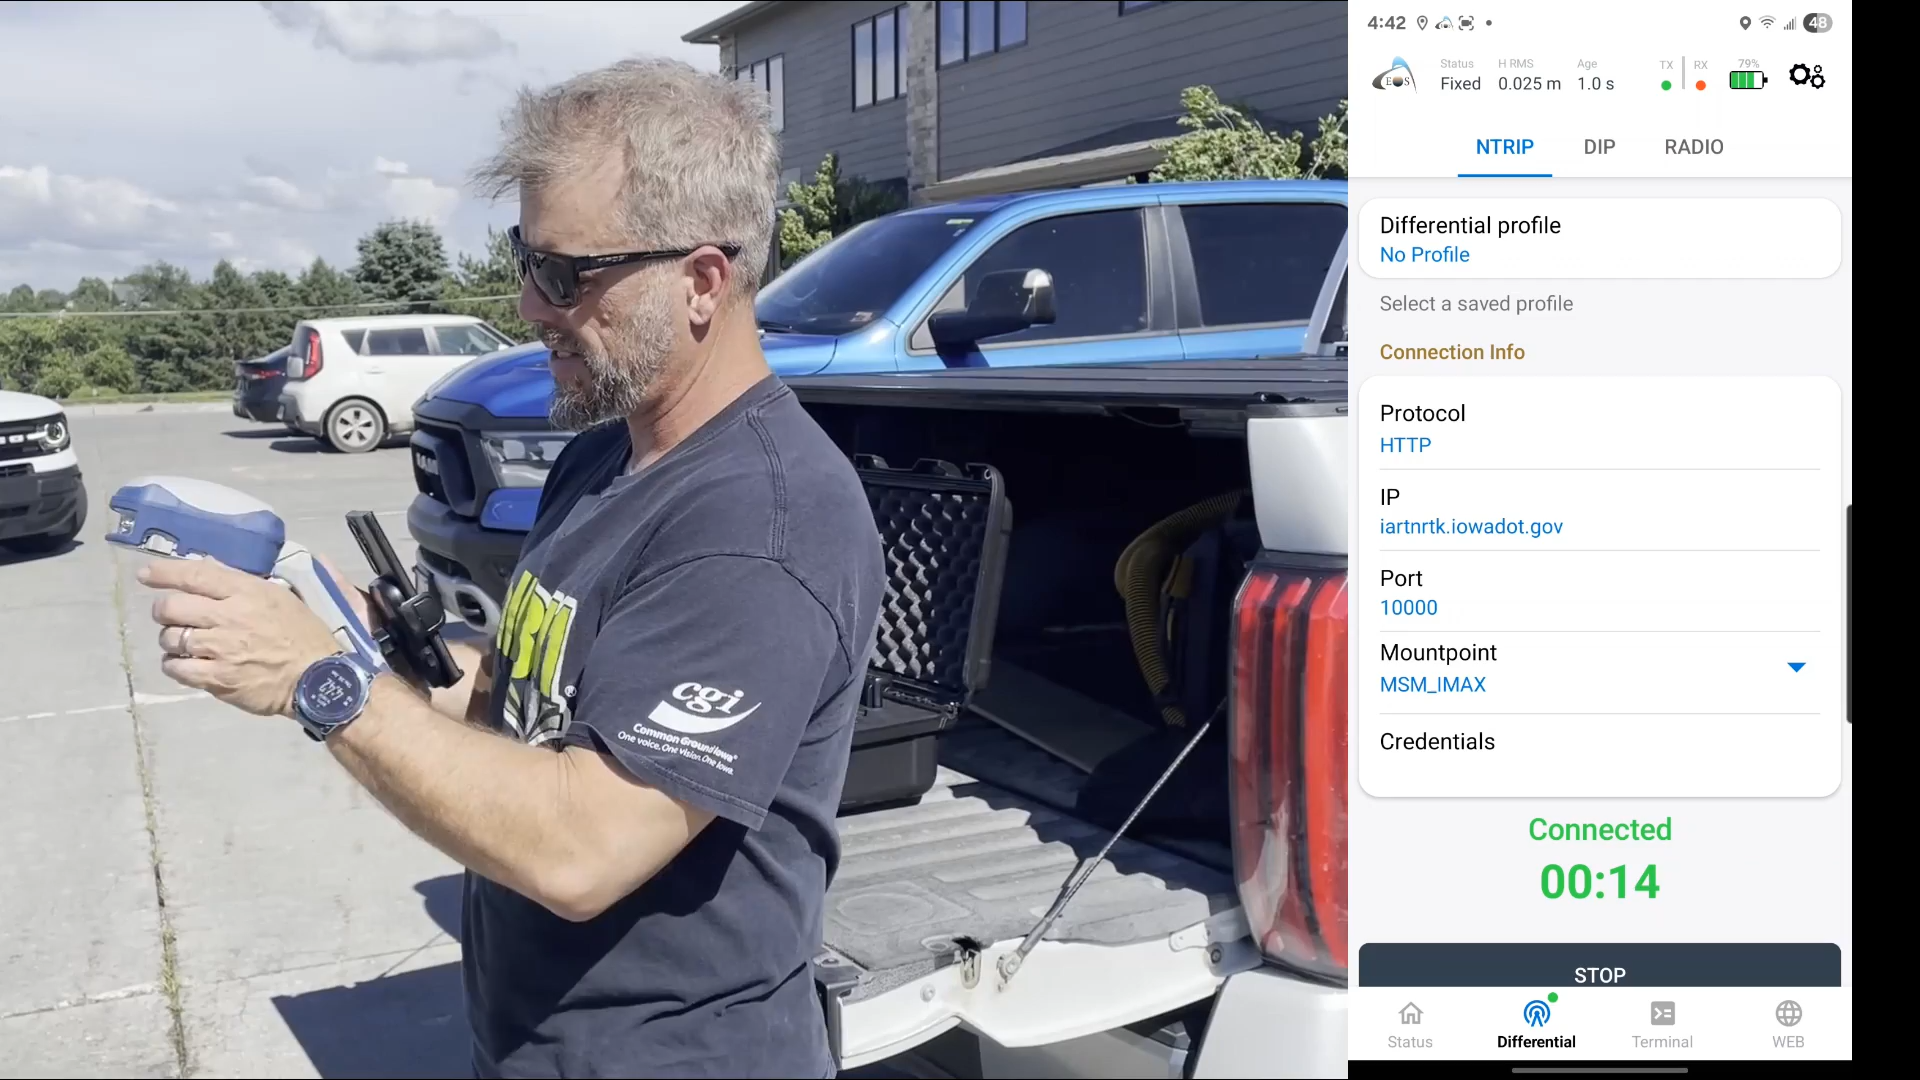 cgi
Common Ground Iowa
One voice. One vision. One Iowa.
4:42
48
EOS
Status
Fixed
H RMS
0.025 m
Age
1.0 s
TX
RX
79%
NTRIP
DIP
RADIO
Differential profile
No Profile
Select a saved profile
Connection Info
Protocol
HTTP
IP
iartnrtk.iowadot.gov
Port
10000
Mountpoint
MSM_IMAX
Credentials
Connected
00:14
STOP
Status
Differential
Terminal
WEB